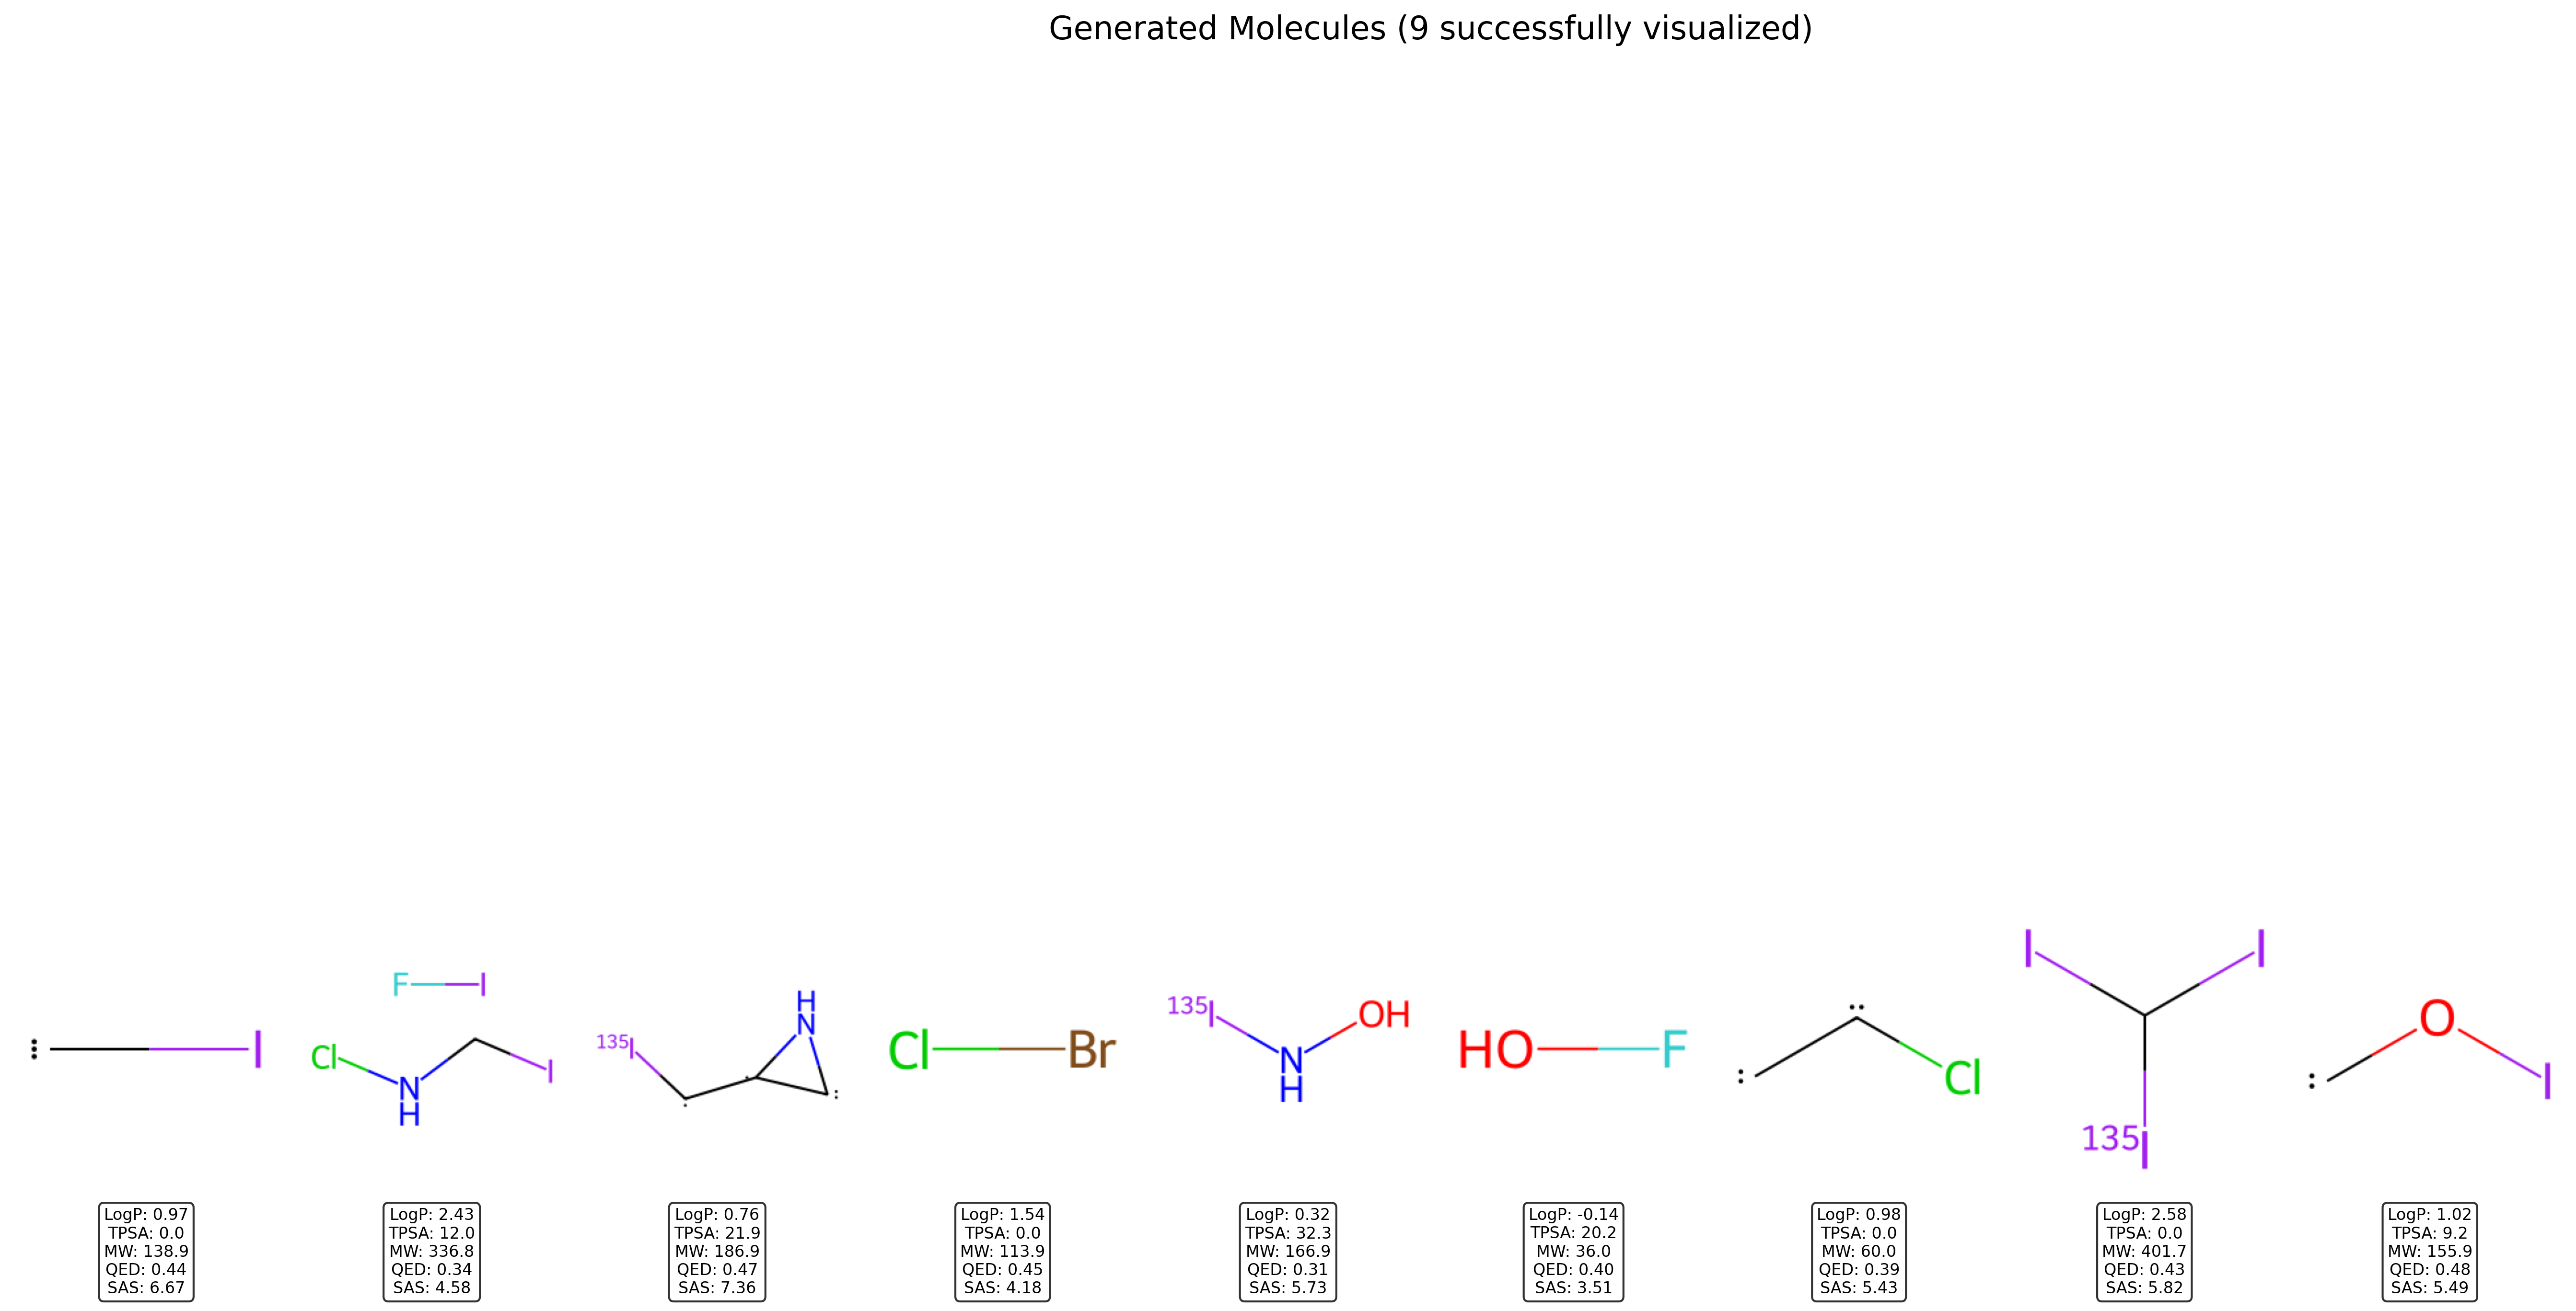 Generated Molecules (9 successfully visualized)
I
F I
Cl N H I
135I H N
Cl Br
135I N H OH
HO F
Cl
I I 135I
O I
LogP: 0.97
TPSA: 0.0
MW: 138.9
QED: 0.44
SAS: 6.67
LogP: 2.43
TPSA: 12.0
MW: 336.8
QED: 0.34
SAS: 4.58
LogP: 0.76
TPSA: 21.9
MW: 186.9
QED: 0.47
SAS: 7.36
LogP: 1.54
TPSA: 0.0
MW: 113.9
QED: 0.45
SAS: 4.18
LogP: 0.32
TPSA: 32.3
MW: 166.9
QED: 0.31
SAS: 5.73
LogP: -0.14
TPSA: 20.2
MW: 36.0
QED: 0.40
SAS: 3.51
LogP: 0.98
TPSA: 0.0
MW: 60.0
QED: 0.39
SAS: 5.43
LogP: 2.58
TPSA: 0.0
MW: 401.7
QED: 0.43
SAS: 5.82
LogP: 1.02
TPSA: 9.2
MW: 155.9
QED: 0.48
SAS: 5.49